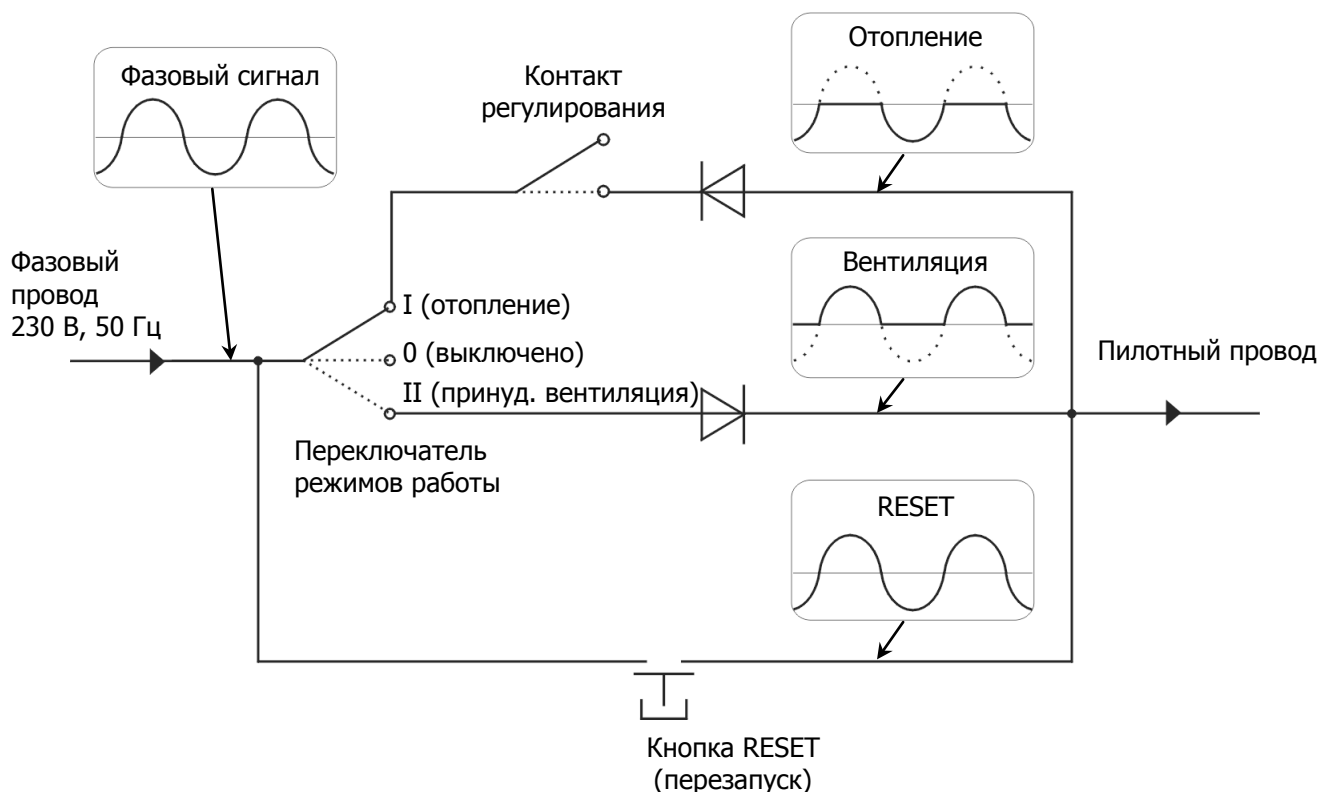 Отопление
Фазовый сигнал
Контакт
регулирования
Фазовый
провод
230 В, 50 Гц
Вентиляция
I (отопление)
0 (выключено)
II (принуд. вентиляция)
Пилотный провод
Переключатель
режимов работы
RESET
Кнопка RESET
(перезапуск)